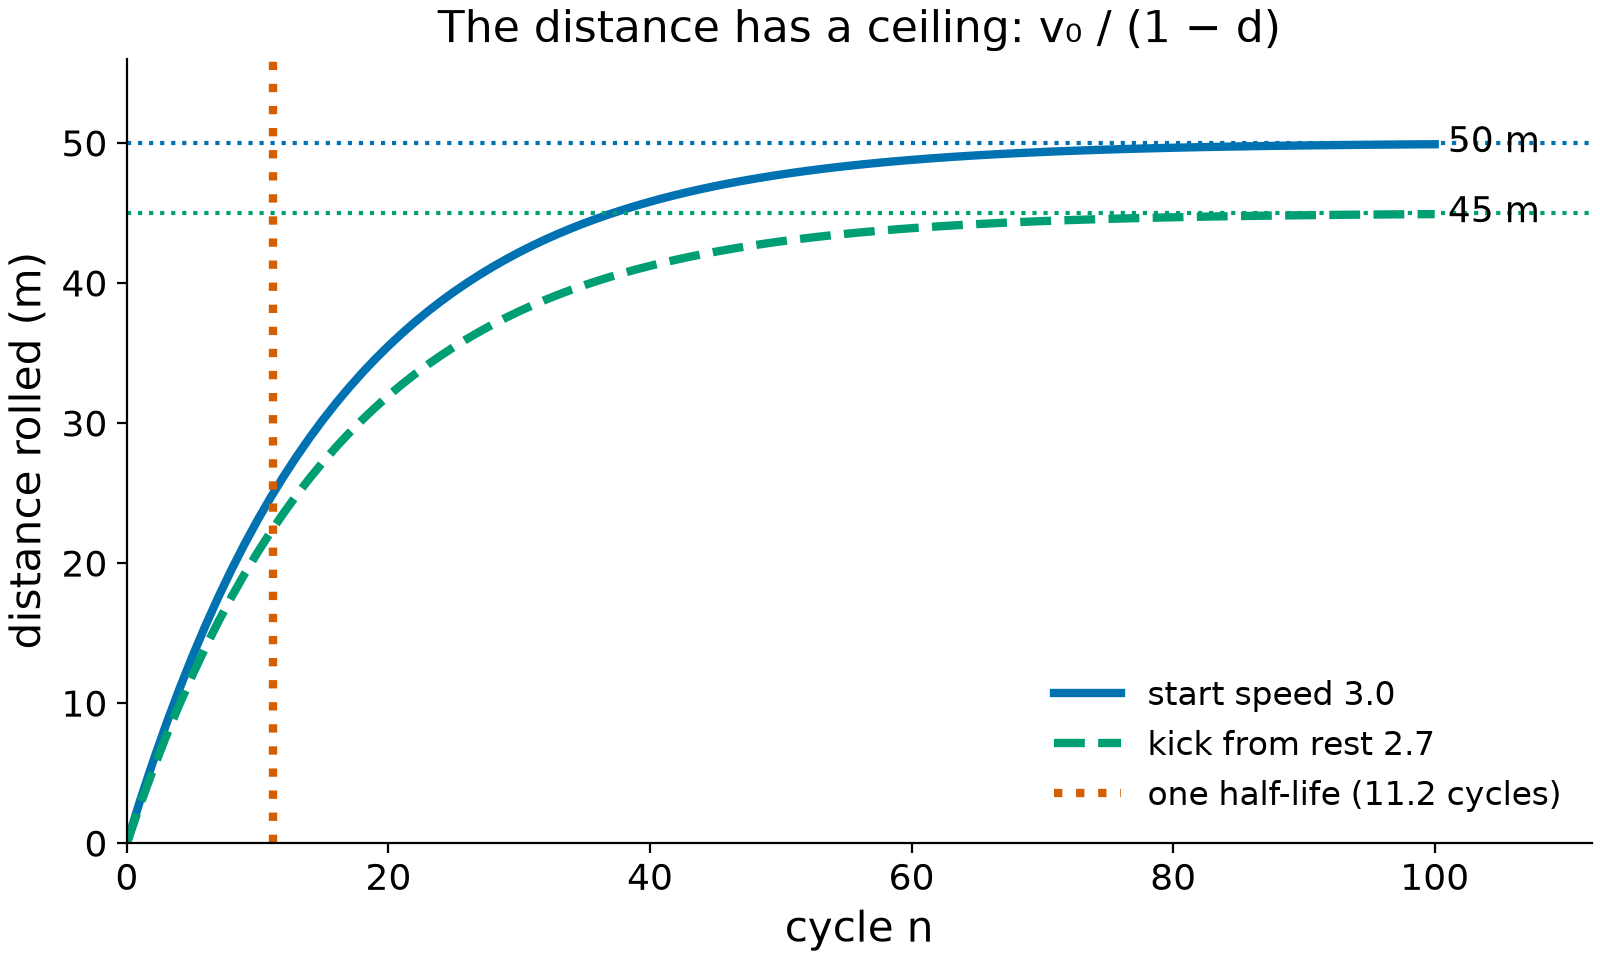 The distance has a ceiling: v₀ / (1 − d)
distance rolled (m)
50
40
30
20
10
0
50 m
45 m
start speed 3.0
kick from rest 2.7
one half-life (11.2 cycles)
0 20 40 60 80 100
cycle n